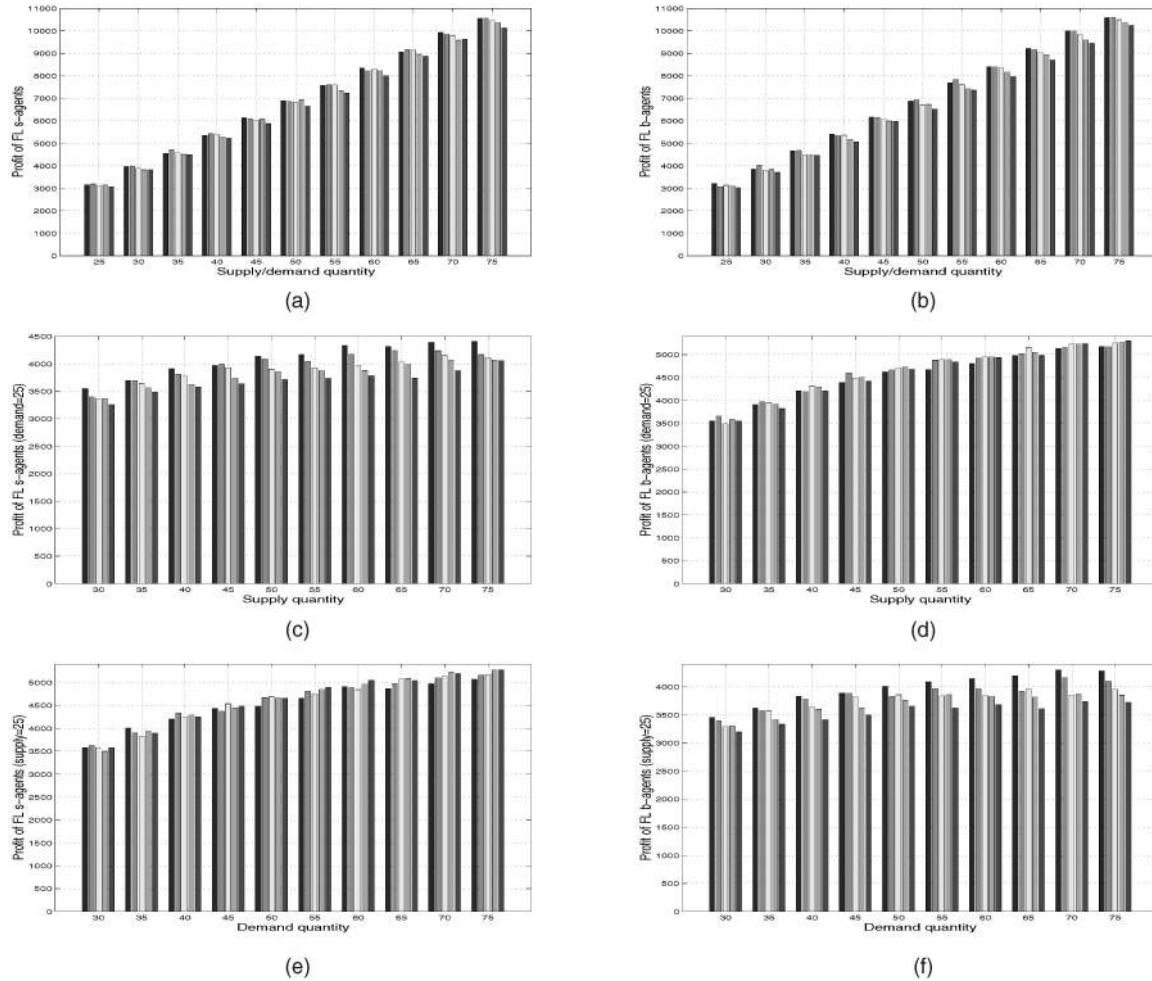 11000
10000
9000
8000
7000
6000
5000
4000
3000
2000
1000
0
Profit of FL s-agents
25 30 35 40 45 50 55 60 65 70 75
Supply/demand quantity
(a)
11000
10000
9000
8000
7000
6000
5000
4000
3000
2000
1000
0
Profit of FL b-agents
25 30 35 40 45 50 55 60 65 70 75
Supply/demand quantity
(b)
4500
4000
3500
3000
2500
2000
1500
1000
500
0
Profit of FL s-agents (demand=25)
30 35 40 45 50 55 60 65 70 75
Supply quantity
(c)
5000
4500
4000
3500
3000
2500
2000
1500
1000
500
0
Profit of FL b-agents (demand=25)
30 35 40 45 50 55 60 65 70 75
Supply quantity
(d)
5000
4500
4000
3500
3000
2500
2000
1500
1000
500
0
Profit of FL s-agents (supply=25)
30 35 40 45 50 55 60 65 70 75
Demand quantity
(e)
4000
3500
3000
2500
2000
1500
1000
500
0
Profit of FL b-agents (supply=25)
30 35 40 45 50 55 60 65 70 75
Demand quantity
(f)